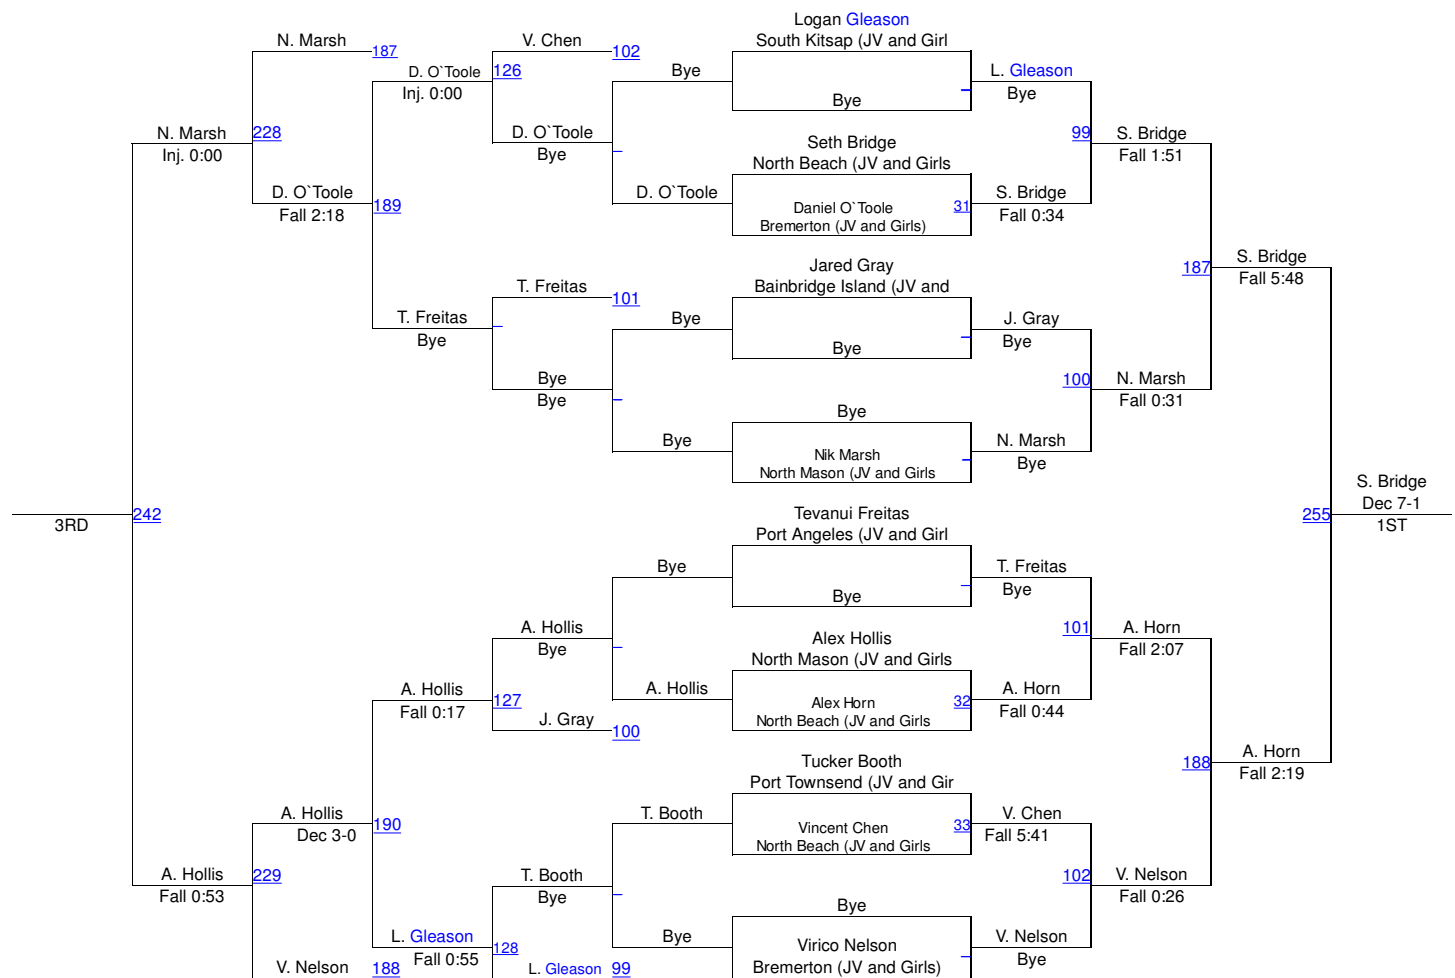 Logan Gleason
South Kitsap (JV and Girl
N. Marsh
187
V. Chen
102
D. O`Toole
126
Bye
L. Gleason
Inj. 0:00
Bye
Bye
N. Marsh
228
D. O`Toole
99
S. Bridge
Inj. 0:00
Bye
Seth Bridge
Fall 1:51
North Beach (JV and Girls
D. O`Toole
189
D. O`Toole
Daniel O`Toole
31
S. Bridge
Fall 2:18
Bremerton (JV and Girls)
Fall 0:34
Jared Gray
187
S. Bridge
T. Freitas
101
Bainbridge Island (JV and
Fall 5:48
T. Freitas
Bye
J. Gray
Bye
Bye
Bye
Bye
100
N. Marsh
Bye
Fall 0:31
Bye
Bye
Nik Marsh
N. Marsh
North Mason (JV and Girls
Bye
S. Bridge
3RD
242
Tevanui Freitas
255
Dec 7-1
Port Angeles (JV and Girl
1ST
Bye
T. Freitas
Bye
Bye
A. Hollis
Alex Hollis
101
A. Horn
Bye
North Mason (JV and Girls
Fall 2:07
A. Hollis
127
A. Hollis
Alex Horn
32
A. Horn
Fall 0:17
J. Gray
100
North Beach (JV and Girls
Fall 0:44
Tucker Booth
188
A. Horn
Port Townsend (JV and Gir
Fall 2:19
A. Hollis
190
T. Booth
Vincent Chen
33
V. Chen
Dec 3-0
North Beach (JV and Girls
Fall 5:41
A. Hollis
229
T. Booth
102
V. Nelson
Fall 0:53
Bye
Bye
Fall 0:26
L. Gleason
128
Bye
Virico Nelson
V. Nelson
Fall 0:55
Bye
V. Nelson
188
L. Gleason
99
Bremerton (JV and Girls)